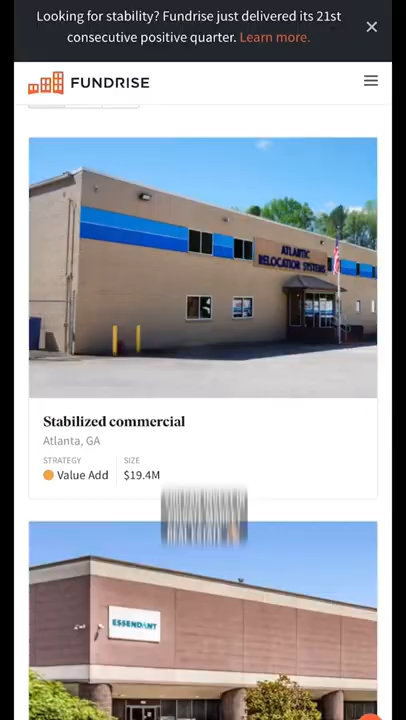 Looking for stability? Fundrise just delivered its 21st
consecutive positive quarter. Learn more.
FUNDRISE
ATLANTIC
RELOCATION SYSTEMS
Stabilized commercial
Atlanta, GA
STRATEGY
SIZE
Value Add
$19.4M
ESSENDANT